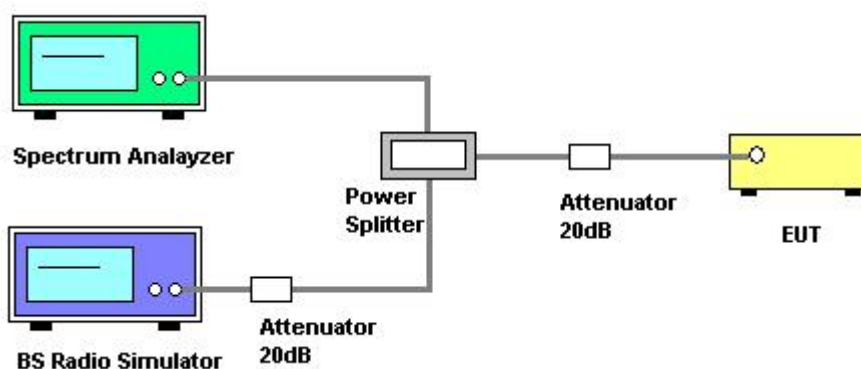 Spectrum Analayzer
Power
Splitter
Attenuator
20dB
EUT
Attenuator
20dB
BS Radio Simulator